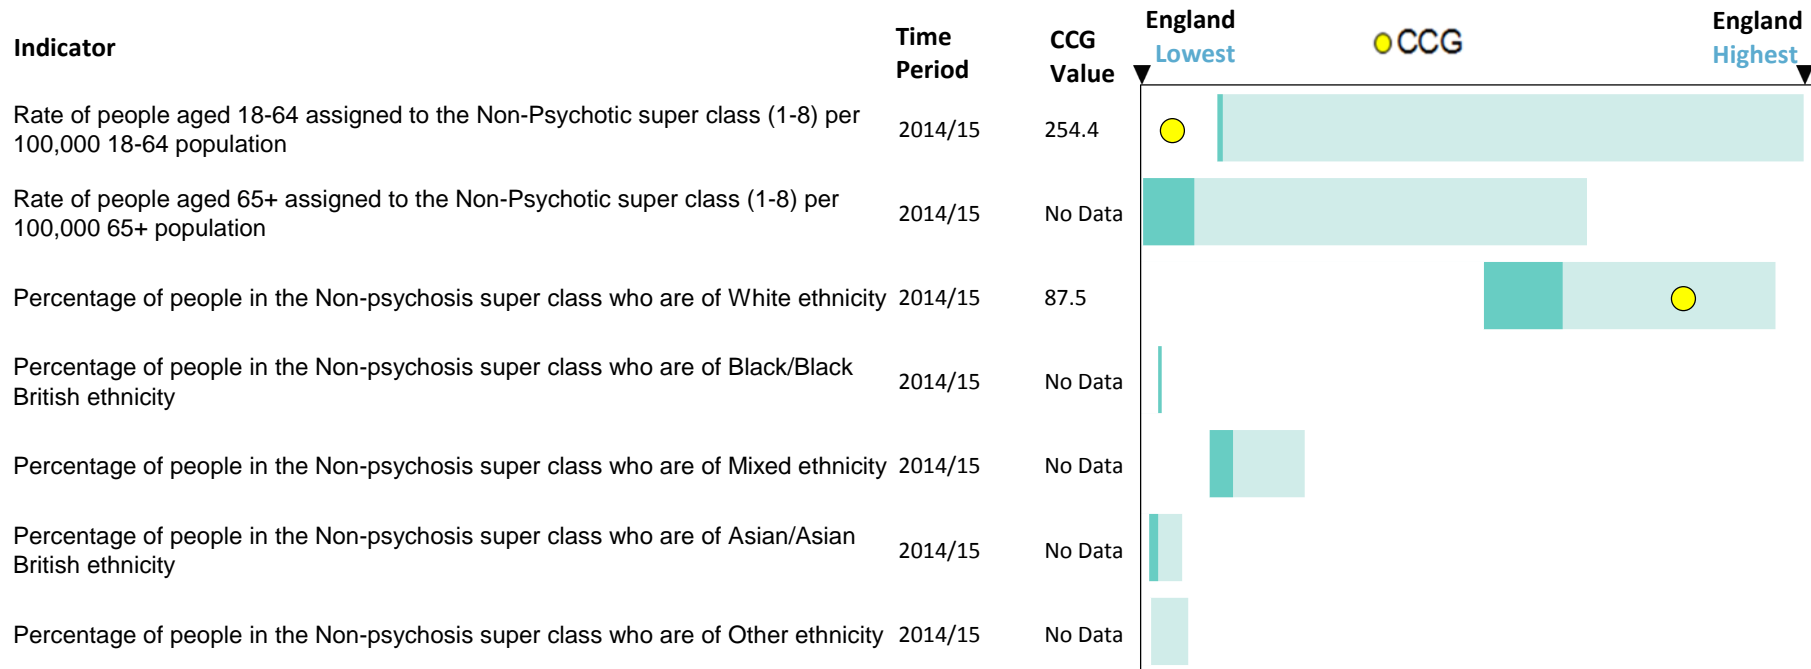 Indicator
Time Period
CCG Value
England Lowest
CCG
England Highest
Rate of people aged 18-64 assigned to the Non-Psychotic super class (1-8) per
100,000 18-64 population
2014/15
254.4
Rate of people aged 65+ assigned to the Non-Psychotic super class (1-8) per
100,000 65+ population
2014/15
No Data
Percentage of people in the Non-psychosis super class who are of White ethnicity
2014/15
87.5
Percentage of people in the Non-psychosis super class who are of Black/Black
British ethnicity
2014/15
No Data
Percentage of people in the Non-psychosis super class who are of Mixed ethnicity
2014/15
No Data
Percentage of people in the Non-psychosis super class who are of Asian/Asian
British ethnicity
2014/15
No Data
Percentage of people in the Non-psychosis super class who are of Other ethnicity
2014/15
No Data